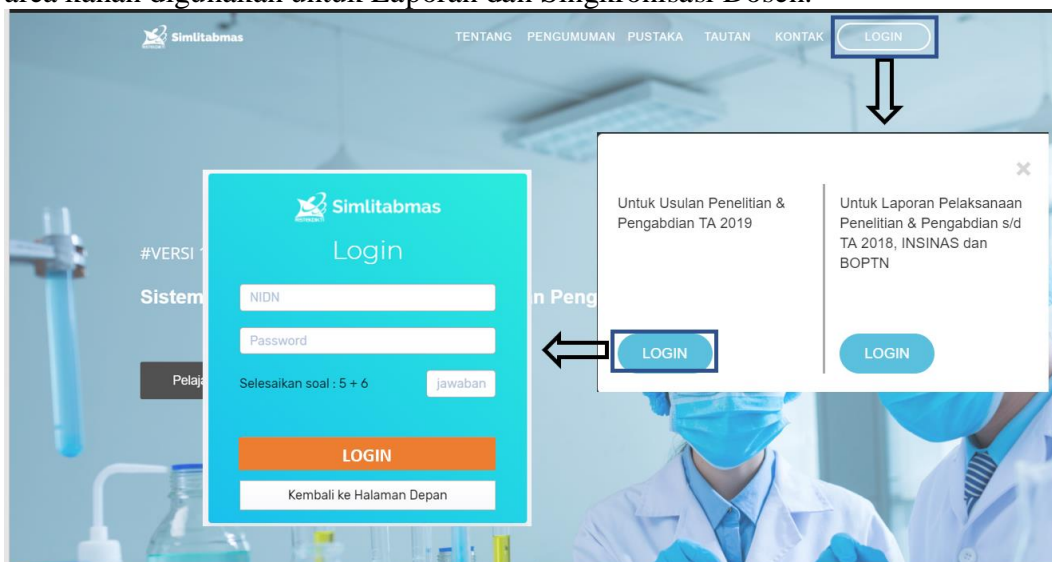 area kanan digunakan untuk Laporan dan Singkronisasi Dosen.
Simlitabmas
TENTANG PENGUMUMAN PUSTAKA TAUTAN KONTAK LOGIN
Untuk Usulan Penelitian &
Pengabdian TA 2019
LOGIN
Untuk Laporan Pelaksanaan
Penelitian & Pengabdian s/d
TA 2018, INSINAS dan
BOPTN
LOGIN
#VERSI 1
Sistem
n Peng
Pelaja
Simlitabmas
Login
NIDN
Password
Selesaikan soal : 5 + 6 jawaban
LOGIN
Kembali ke Halaman Depan